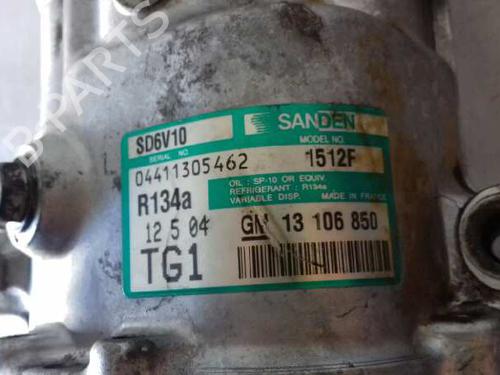 SD6V10
SANDEN
SERIAL NO.
MODEL NO.
04411305462
1512F
OIL : SP-10 OR EQUIV.
REFRIGERANT : R134a
VARIABLE DISP. MADE IN FRANCE
R134a
12 5 04
GM 13 106 850
TG1
B-PARTS